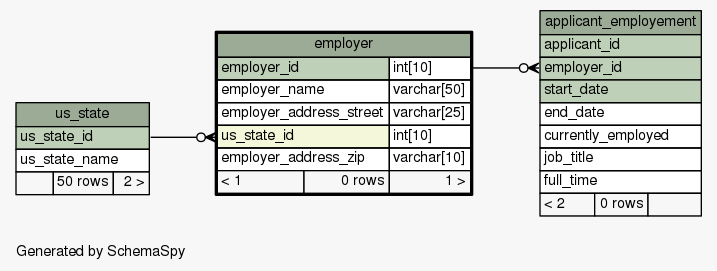 us_state
us_state_id
us_state_name
50 rows 2 >
employer
employer_id int[10]
employer_name varchar[50]
employer_address_street varchar[25]
us_state_id int[10]
employer_address_zip varchar[10]
< 1 0 rows 1 >
applicant_employement
applicant_id
employer_id
start_date
end_date
currently_employed
job_title
full_time
< 2 0 rows
Generated by SchemaSpy